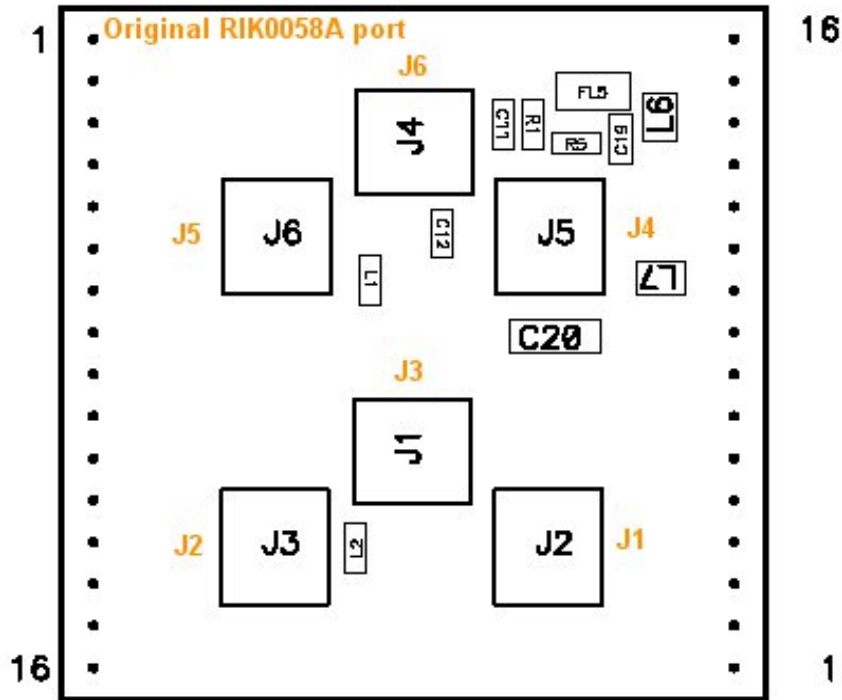 1
Original RIK0058A port
16
J6
FL5
L6
C11
R1
J4
R5
C19
J5
J6
C12
J5
J4
L1
L7
C20
J3
J1
J2
J3
L2
J2
J1
16
1